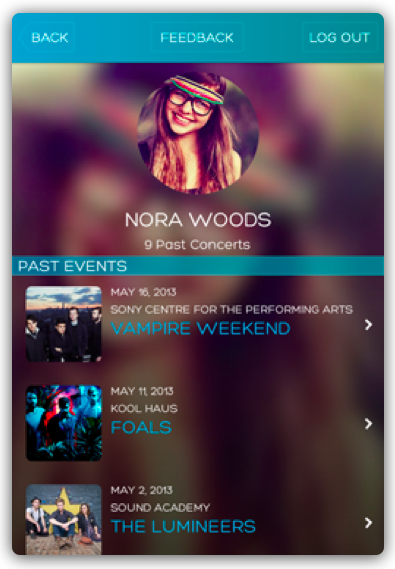 BACK
FEEDBACK
LOG OUT
NORA WOODS
9 Past Concerts
PAST EVENTS
MAY 16, 2013
SONY CENTRE FOR THE PERFORMING ARTS
VAMPIRE WEEKEND
MAY 11, 2013
KOOL HAUS
FOALS
MAY 2, 2013
SOUND ACADEMY
THE LUMINEERS